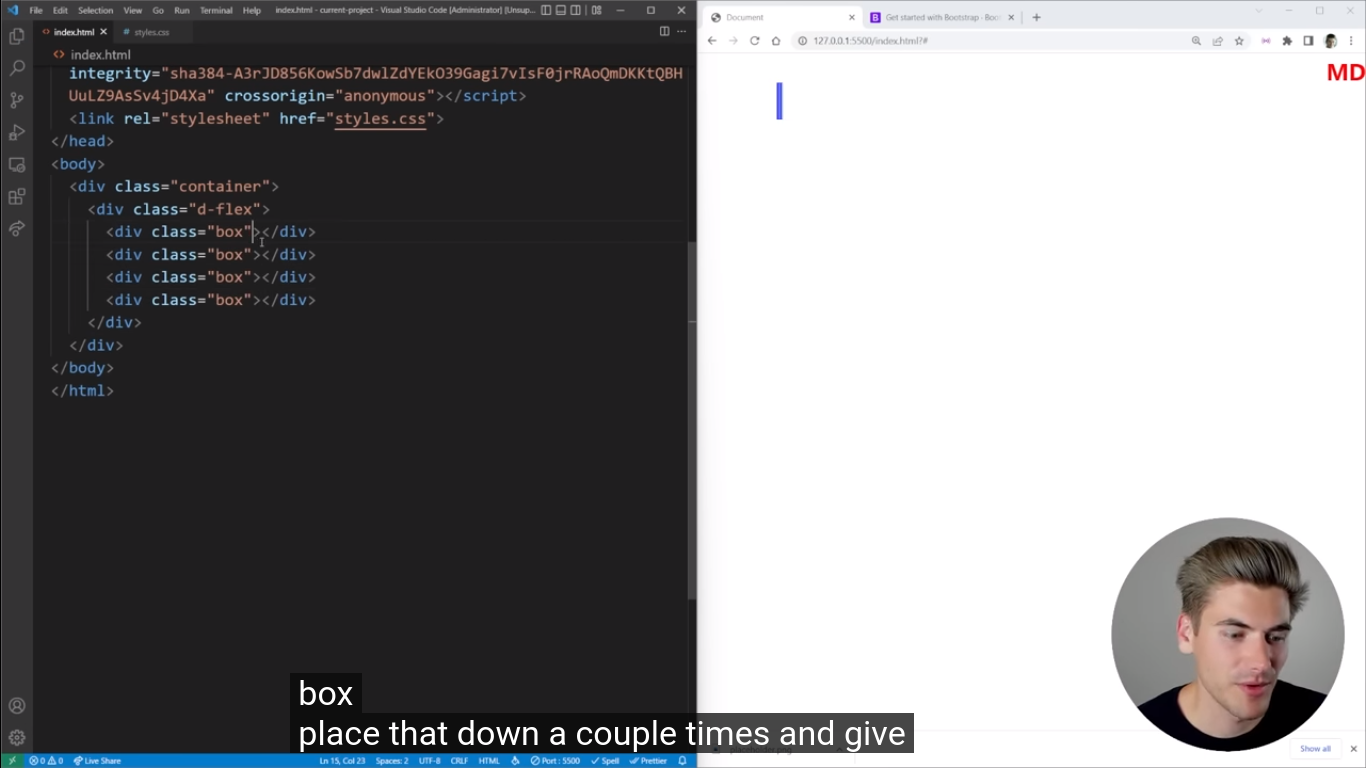 File Edit Selection View Go Run Terminal Help index.html - current-project - Visual Studio Code [Administrator] [Unsup...
index.html styles.css
index.html
integrity="sha384-A3rJD856KowSb7dwlZdYEkO39Gagi7vIsF0jrRAoQmDKKtQBH
UuLZ9AsSv4jD4Xa" crossorigin="anonymous"></script>
<link rel="stylesheet" href="styles.css">
</head>
<body>
<div class="container">
<div class="d-flex">
<div class="box"></div>
<div class="box"></div>
<div class="box"></div>
<div class="box"></div>
</div>
</div>
</body>
</html>
0 0 Live Share Ln 15, Col 23 Spaces: 2 UTF-8 CRLF HTML Port : 5500 Spell Prettier
Document Get started with Bootstrap · Boo
127.0.0.1:5500/index.html?#
MD
Show all
box
place that down a couple times and give